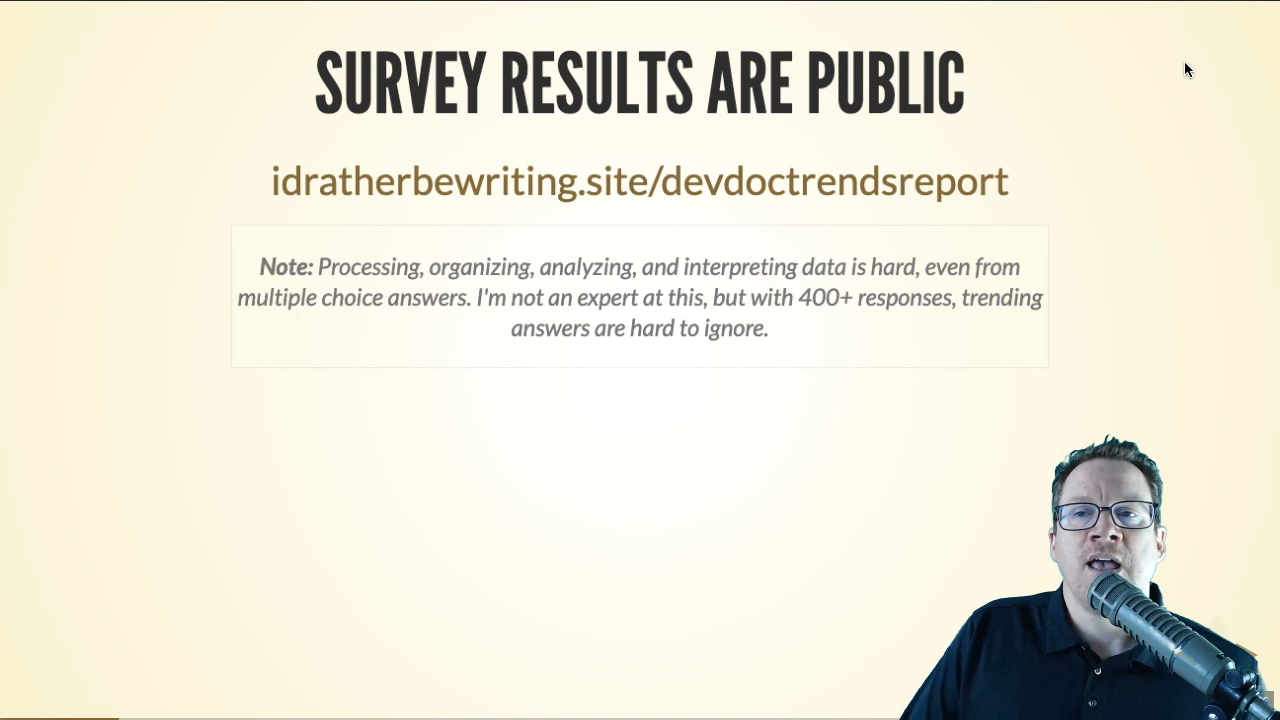 SURVEY RESULTS ARE PUBLIC
idratherbewriting.site/devdoctrendsreport
Note: Processing, organizing, analyzing, and interpreting data is hard, even from
multiple choice answers. I'm not an expert at this, but with 400+ responses, trending
answers are hard to ignore.